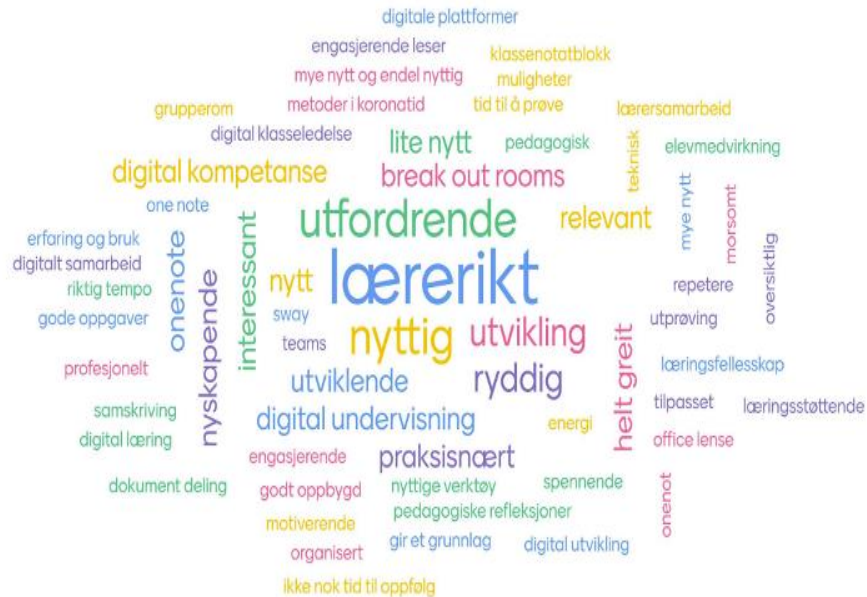 digitale plattformer
engasjerende leser
klassenotatblokk
mye nytt og endel nyttig
muligheter
grupperom
metoder i koronatid
tid til å prøve
lærersamarbeid
digital klasseledelse
lite nytt
pedagogisk
teknisk
elevmedvirkning
digital kompetanse
break out rooms
mye nytt
morsomt
one note
utfordrende
relevant
oversiktlig
erfaring og bruk
onenote
nyskapende
interessant
digitalt samarbeid
nytt
lærerikt
repetere
riktig tempo
gode oppgaver
sway
utprøving
teams
nyttig
utvikling
helt greit
profesjonelt
utviklende
ryddig
læringsfellesskap
samskriving
tilpasset
læringsstøttende
digital læring
digital undervisning
energi
office lense
engasjerende
praksisnært
onenot
dokument deling
godt oppbygd
nyttige verktøy
spennende
motiverende
pedagogiske refleksjoner
organisert
gir et grunnlag
digital utvikling
ikke nok tid til oppfølg